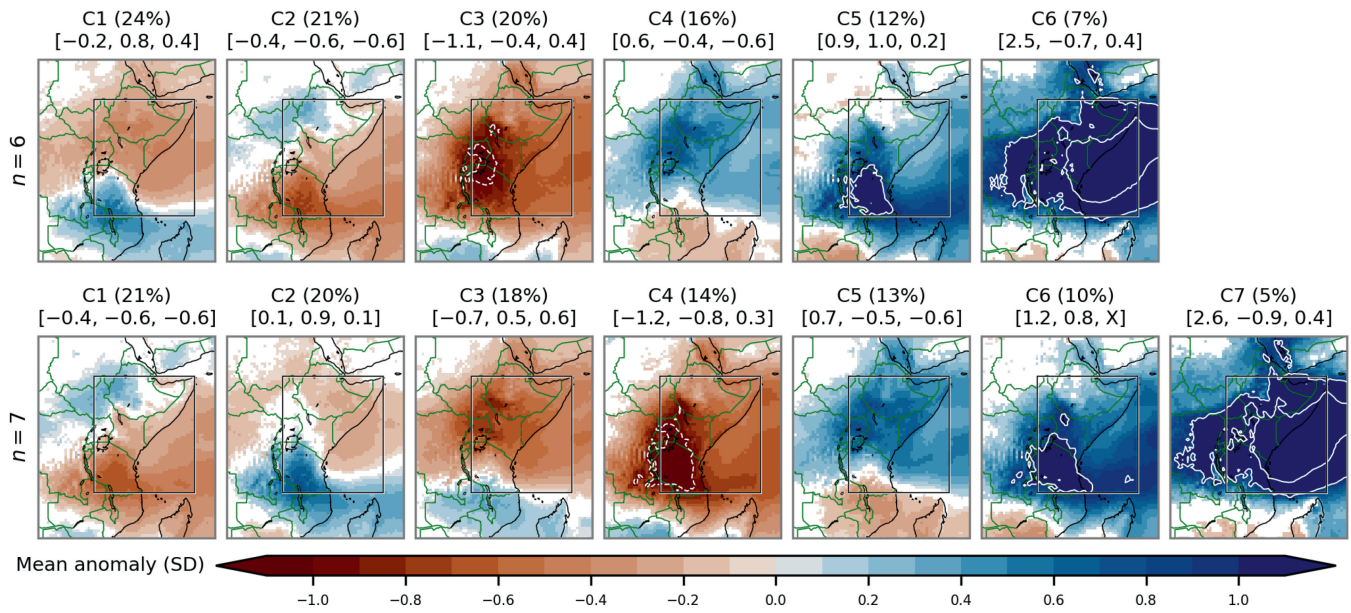 C1 (24%) C2 (21%) C3 (20%) C4 (16%) C5 (12%) C6 (7%)
[−0.2, 0.8, 0.4] [−0.4, −0.6, −0.6] [−1.1, −0.4, 0.4] [0.6, −0.4, −0.6] [0.9, 1.0, 0.2] [2.5, −0.7, 0.4]
n = 6
C1 (21%) C2 (20%) C3 (18%) C4 (14%) C5 (13%) C6 (10%) C7 (5%)
[−0.4, −0.6, −0.6] [0.1, 0.9, 0.1] [−0.7, 0.5, 0.6] [−1.2, −0.8, 0.3] [0.7, −0.5, −0.6] [1.2, 0.8, X] [2.6, −0.9, 0.4]
n = 7
Mean anomaly (SD)
−1.0 −0.8 −0.6 −0.4 −0.2 0.0 0.2 0.4 0.6 0.8 1.0